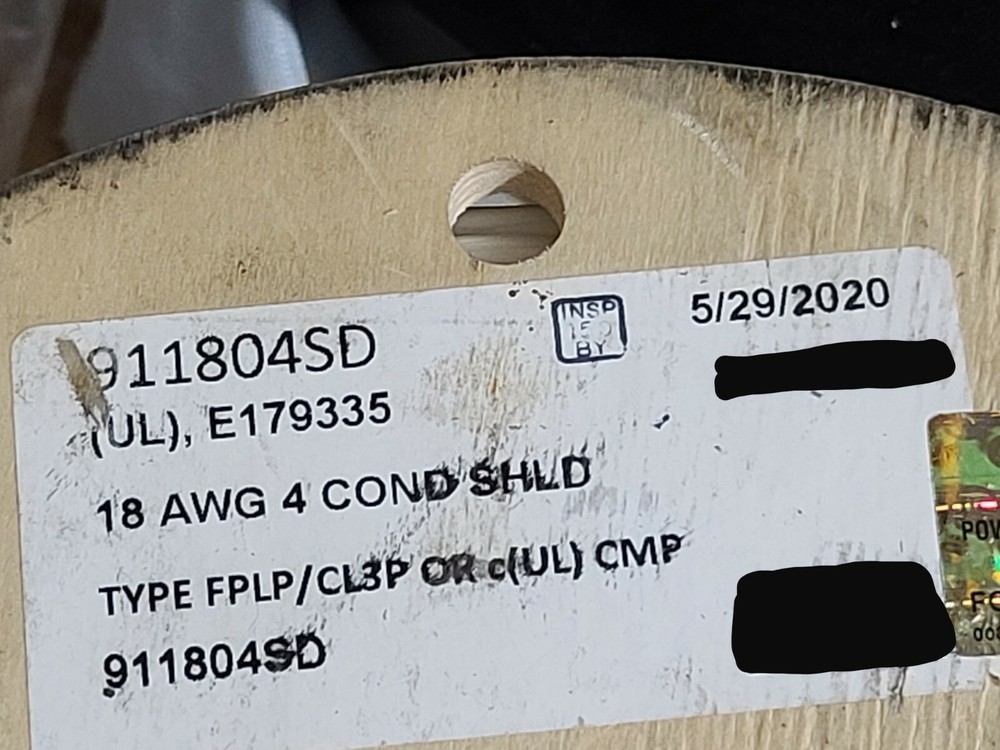 911804SD
INSP
BY
5/29/2020
(UL), E179335
18 AWG 4 COND SHLD
TYPE FPLP/CL3P OR c(UL) CMP
911804SD